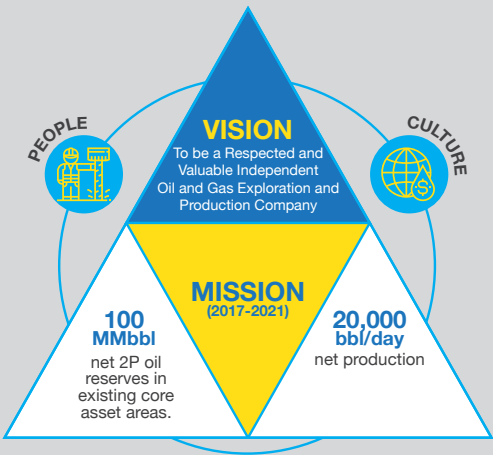 PEOPLE
CULTURE
VISION
To be a Respected and
Valuable Independent
Oil and Gas Exploration and
Production Company
MISSION
(2017-2021)
100
MMbbl
net 2P oil
reserves in
existing core
asset areas.
20,000
bbl/day
net production
$